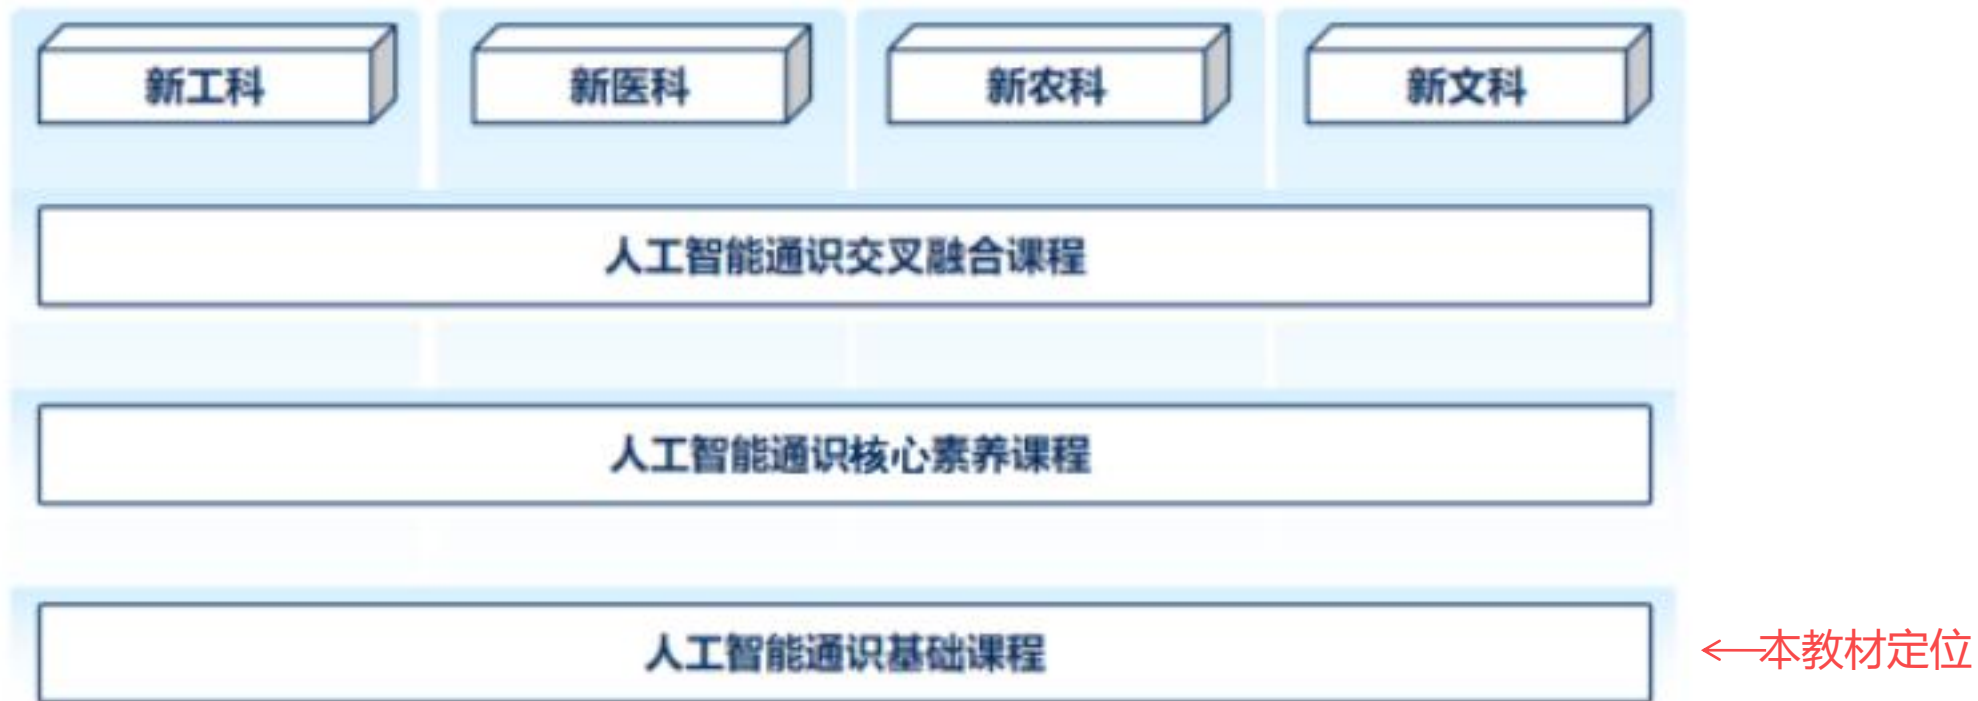 新工科
新医科
新农科
新文科
人工智能通识交叉融合课程
人工智能通识核心素养课程
人工智能通识基础课程
本教材定位